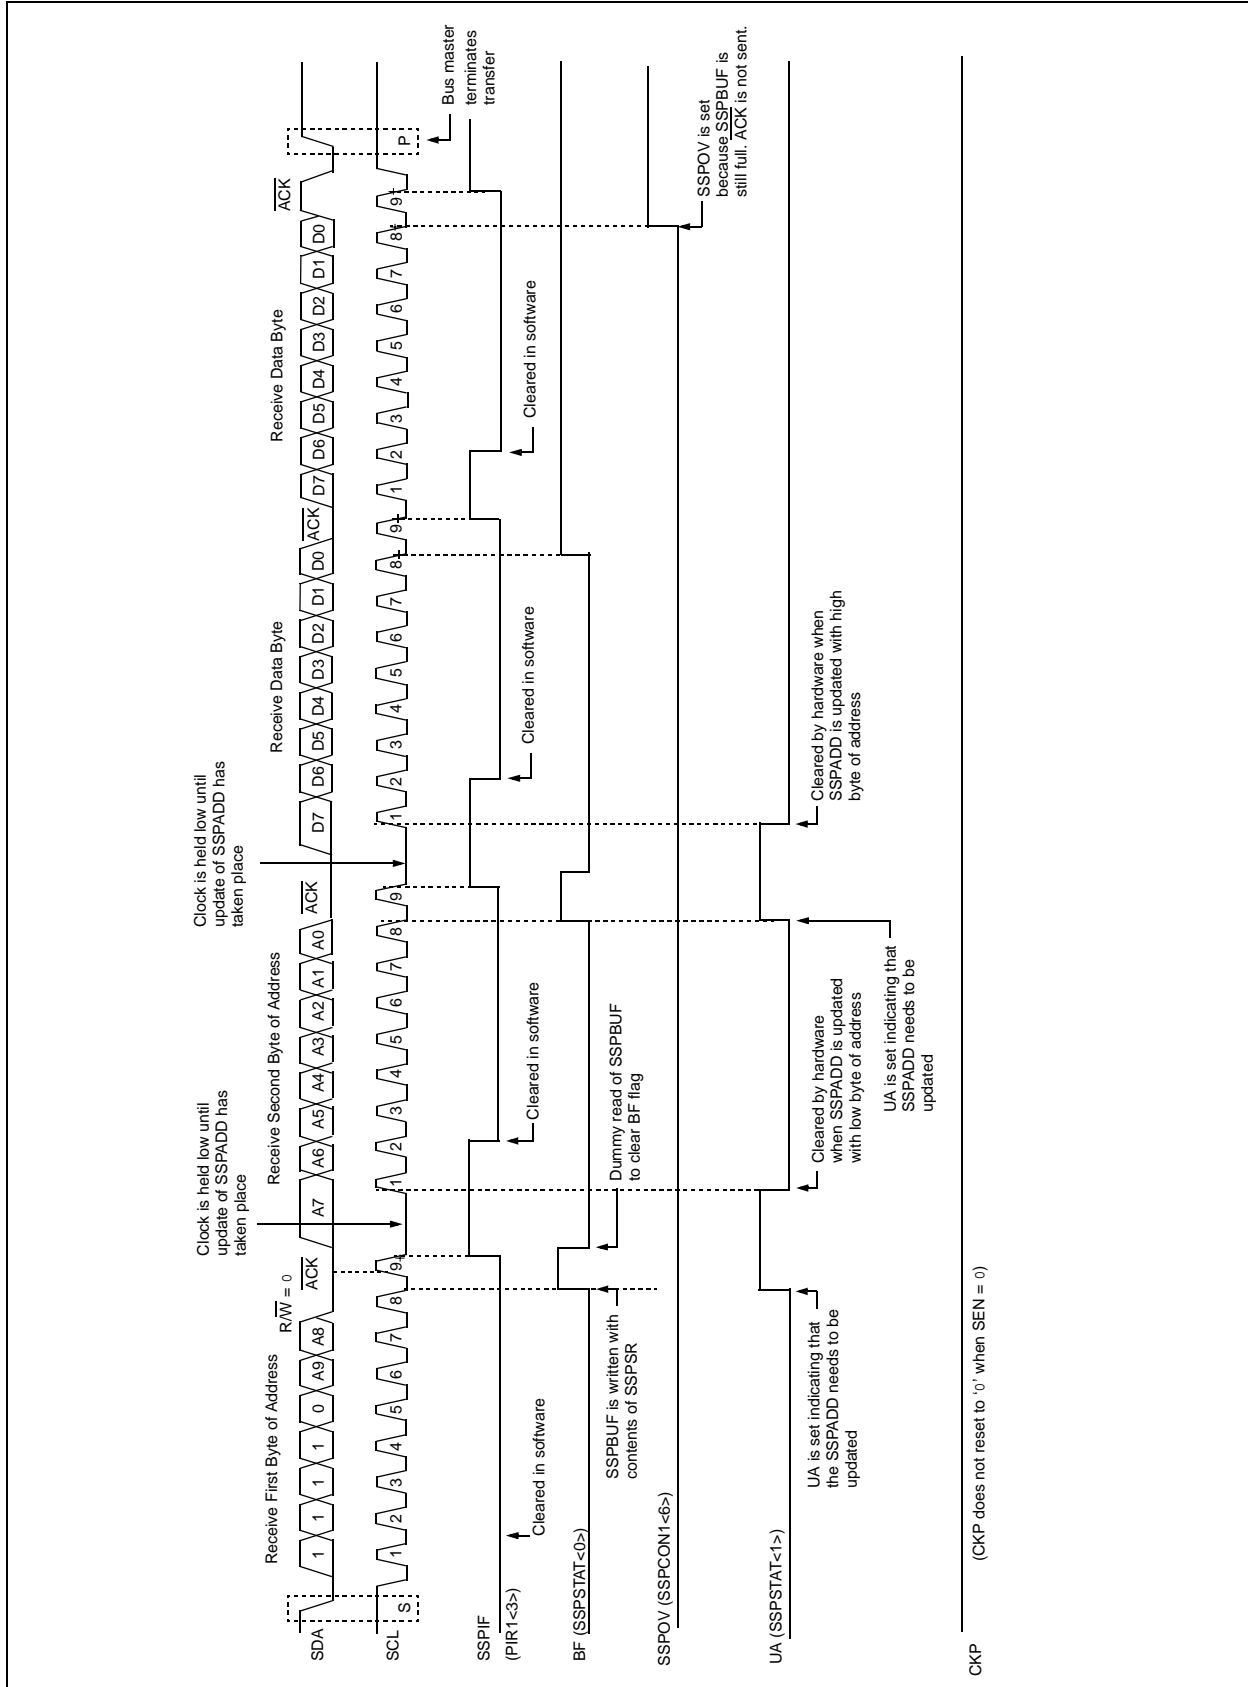 Receive First Byte of Address
R/W = 0
ACK
Clock is held low until
update of SSPADD has
taken place
Receive Second Byte of Address
ACK
Clock is held low until
update of SSPADD has
taken place
Receive Data Byte
ACK
Receive Data Byte
ACK
SDA
1 1 1 1 0 A9 A8
A7 A6 A5 A4 A3 A2 A1 A0
D7 D6 D5 D4 D3 D2 D1 D0
D7 D6 D5 D4 D3 D2 D1 D0
SCL
S
1 2 3 4 5 6 7 8 9
1 2 3 4 5 6 7 8 9
1 2 3 4 5 6 7 8 9
1 2 3 4 5 6 7 8 9
P
Bus master
terminates
transfer
SSPIF
(PIR1<3>)
Cleared in software
Cleared in software
Cleared in software
Cleared in software
BF (SSPSTAT<0>)
SSPBUF is written with
contents of SSPSR
Dummy read of SSPBUF
to clear BF flag
SSPOV (SSPCON1<6>)
SSPOV is set
because SSPBUF is
still full. ACK is not sent.
UA (SSPSTAT<1>)
UA is set indicating that
the SSPADD needs to be
updated
Cleared by hardware
when SSPADD is updated
with low byte of address
UA is set indicating that
SSPADD needs to be
updated
Cleared by hardware when
SSPADD is updated with high
byte of address
CKP
(CKP does not reset to ‘0’ when SEN = 0)